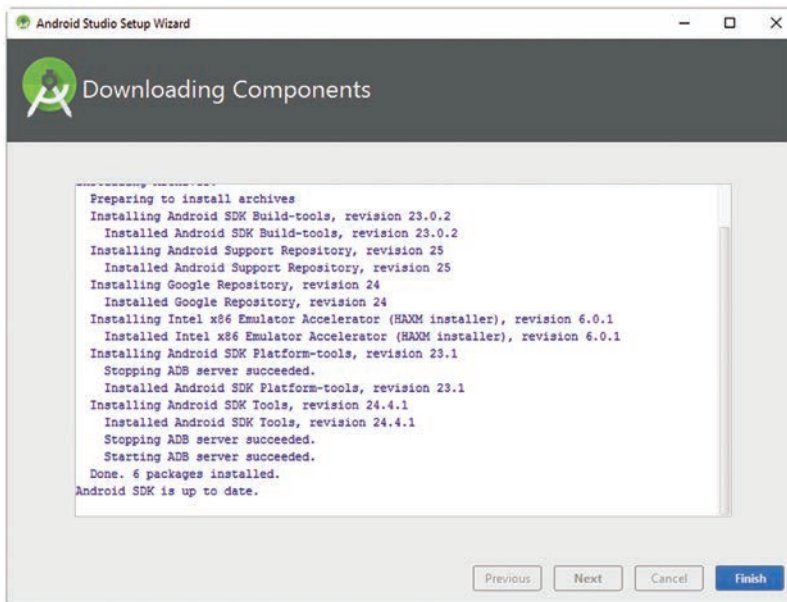 Android Studio Setup Wizard
Downloading Components
Preparing to install archives
Installing Android SDK Build-tools, revision 23.0.2
Installed Android SDK Build-tools, revision 23.0.2
Installing Android Support Repository, revision 25
Installed Android Support Repository, revision 25
Installing Google Repository, revision 24
Installed Google Repository, revision 24
Installing Intel x86 Emulator Accelerator (HAXM installer), revision 6.0.1
Installed Intel x86 Emulator Accelerator (HAXM installer), revision 6.0.1
Installing Android SDK Platform-tools, revision 23.1
Stopping ADB server succeeded.
Installed Android SDK Platform-tools, revision 23.1
Installing Android SDK Tools, revision 24.4.1
Installed Android SDK Tools, revision 24.4.1
Stopping ADB server succeeded.
Starting ADB server succeeded.
Done. 6 packages installed.
Android SDK is up to date.
Previous Next Cancel Finish